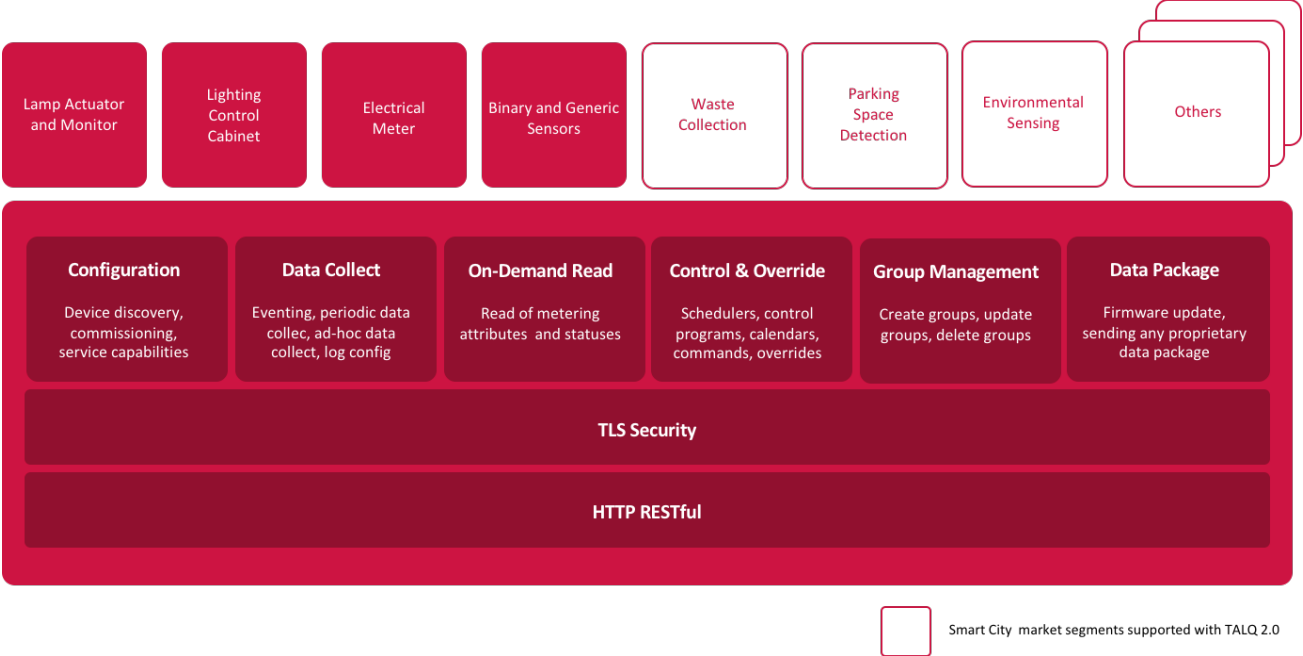 Lamp Actuator
and Monitor
Lighting
Control
Cabinet
Electrical
Meter
Binary and Generic
Sensors
Waste
Collection
Parking
Space
Detection
Environmental
Sensing
Others
Configuration
Device discovery,
commissioning,
service capabilities
Data Collect
Eventing, periodic data
collec, ad-hoc data
collect, log config
On-Demand Read
Read of metering
attributes and statuses
Control & Override
Schedulers, control
programs, calendars,
commands, overrides
Group Management
Create groups, update
groups, delete groups
Data Package
Firmware update,
sending any proprietary
data package
TLS Security
HTTP RESTful
Smart City market segments supported with TALQ 2.0